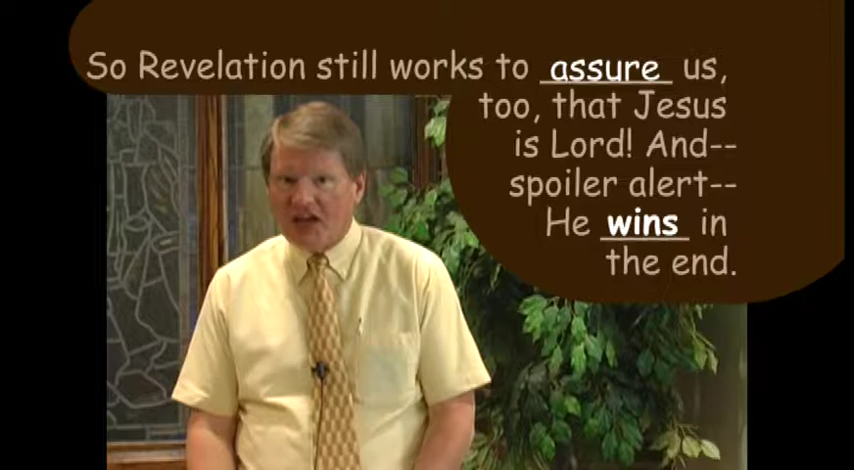 So Revelation still works to assure us,
too, that Jesus
is Lord! And--
spoiler alert--
He wins in
the end.